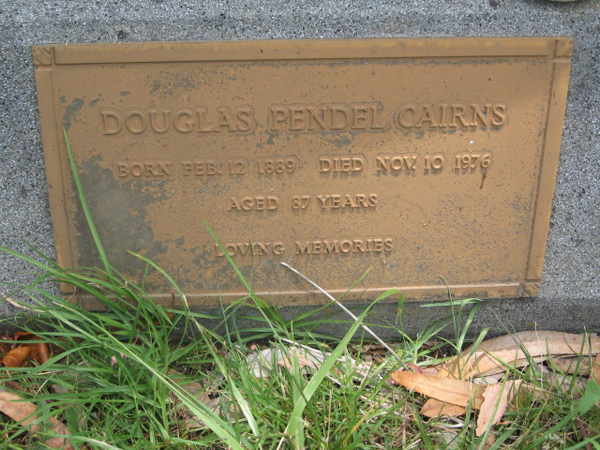 DOUGLAS PENDEL CAIRNS
BORN FEB. 12 1889 DIED NOV. 10 1976
AGED 87 YEARS
LOVING MEMORIES